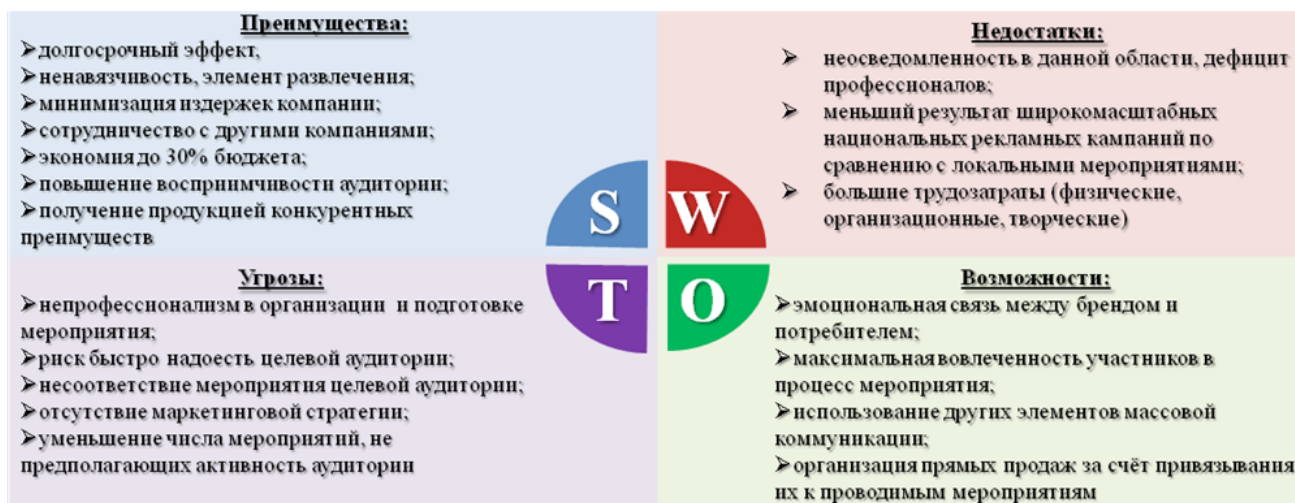 Преимущества:
➢долгосрочный эффект,
➢ненавязчивость, элемент развлечения;
➢минимизация издержек компании;
➢сотрудничество с другими компаниями;
➢экономия до 30% бюджета;
➢повышение восприимчивости аудитории;
➢получение продукцией конкурентных
преимуществ
Недостатки:
➢ неосведомленность в данной области, дефицит
профессионалов;
➢ меньший результат широкомасштабных
национальных рекламных кампаний по
сравнению с локальными мероприятиями;
➢ большие трудозатраты (физические,
организационные, творческие)
S
W
T
O
Угрозы:
➢непрофессионализм в организации и подготовке
мероприятия;
➢риск быстро надоесть целевой аудитории;
➢несоответствие мероприятия целевой аудитории;
➢отсутствие маркетинговой стратегии;
➢уменьшение числа мероприятий, не
предполагающих активность аудитории
Возможности:
➢эмоциональная связь между брендом и
потребителем;
➢максимальная вовлеченность участников в
процесс мероприятия;
➢использование других элементов массовой
коммуникации;
➢организация прямых продаж за счёт привязывания
их к проводимым мероприятиям